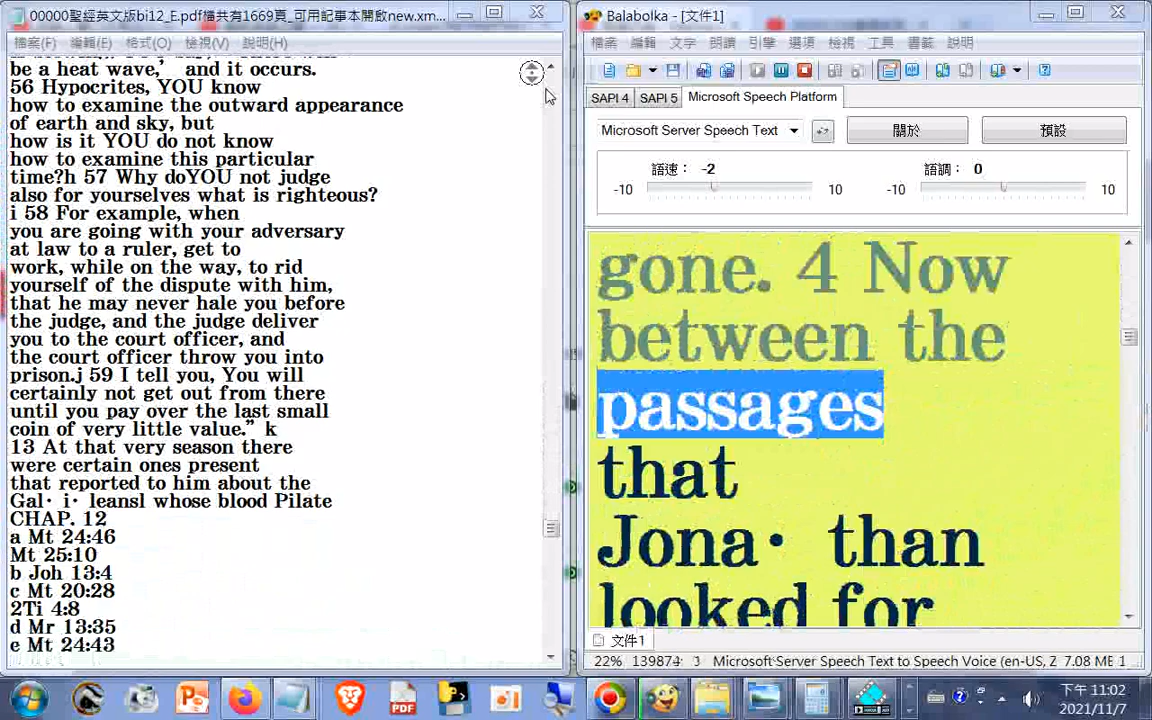 00000聖經英文版bi12_E.pdf檔共有1669頁_可用記事本開啟new.xm...
檔案(F) 編輯(E) 格式(O) 檢視(V) 說明(H)
be a heat wave,’ and it occurs.
56 Hypocrites, YOU know
how to examine the outward appearance
of earth and sky, but
how is it YOU do not know
how to examine this particular
time?h 57 Why doYOU not judge
also for yourselves what is righteous?
i 58 For example, when
you are going with your adversary
at law to a ruler, get to
work, while on the way, to rid
yourself of the dispute with him,
that he may never hale you before
the judge, and the judge deliver
you to the court officer, and
the court officer throw you into
prison.j 59 I tell you, You will
certainly not get out from there
until you pay over the last small
coin of very little value.” k
13 At that very season there
were certain ones present
that reported to him about the
Gal· i· leansl whose blood Pilate
CHAP. 12
a Mt 24:46
Mt 25:10
b Joh 13:4
c Mt 20:28
2Ti 4:8
d Mr 13:35
e Mt 24:43
Balabolka - [文件1]
檔案 編輯 文字 朗讀 引擎 選項 檢視 工具 書籤 說明
SAPI 4 SAPI 5 Microsoft Speech Platform
Microsoft Server Speech Text 關於 預設
語速： -2 語調： 0
-10 10 -10 10
gone. 4 Now
between the
passages
that
Jona· than
looked for
文件1
22% 139874: 3 Microsoft Server Speech Text to Speech Voice (en-US, Z 7.08 MB 1
PDF
下午 11:02
2021/11/7